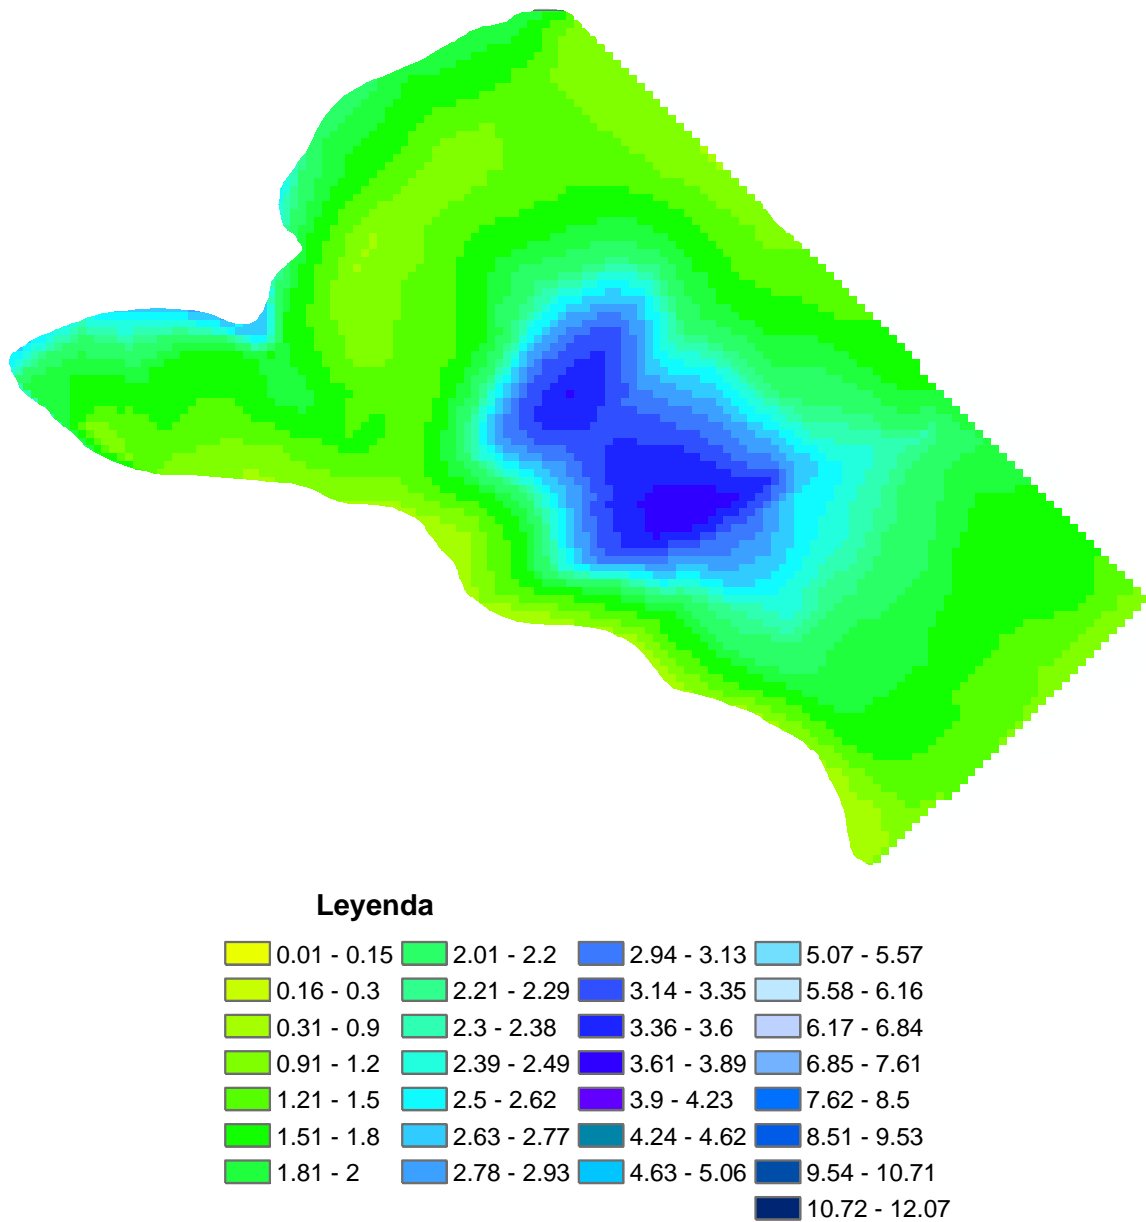 Leyenda
0.01 - 0.15 2.01 - 2.2 2.94 - 3.13 5.07 - 5.57
0.16 - 0.3 2.21 - 2.29 3.14 - 3.35 5.58 - 6.16
0.31 - 0.9 2.3 - 2.38 3.36 - 3.6 6.17 - 6.84
0.91 - 1.2 2.39 - 2.49 3.61 - 3.89 6.85 - 7.61
1.21 - 1.5 2.5 - 2.62 3.9 - 4.23 7.62 - 8.5
1.51 - 1.8 2.63 - 2.77 4.24 - 4.62 8.51 - 9.53
1.81 - 2 2.78 - 2.93 4.63 - 5.06 9.54 - 10.71
10.72 - 12.07